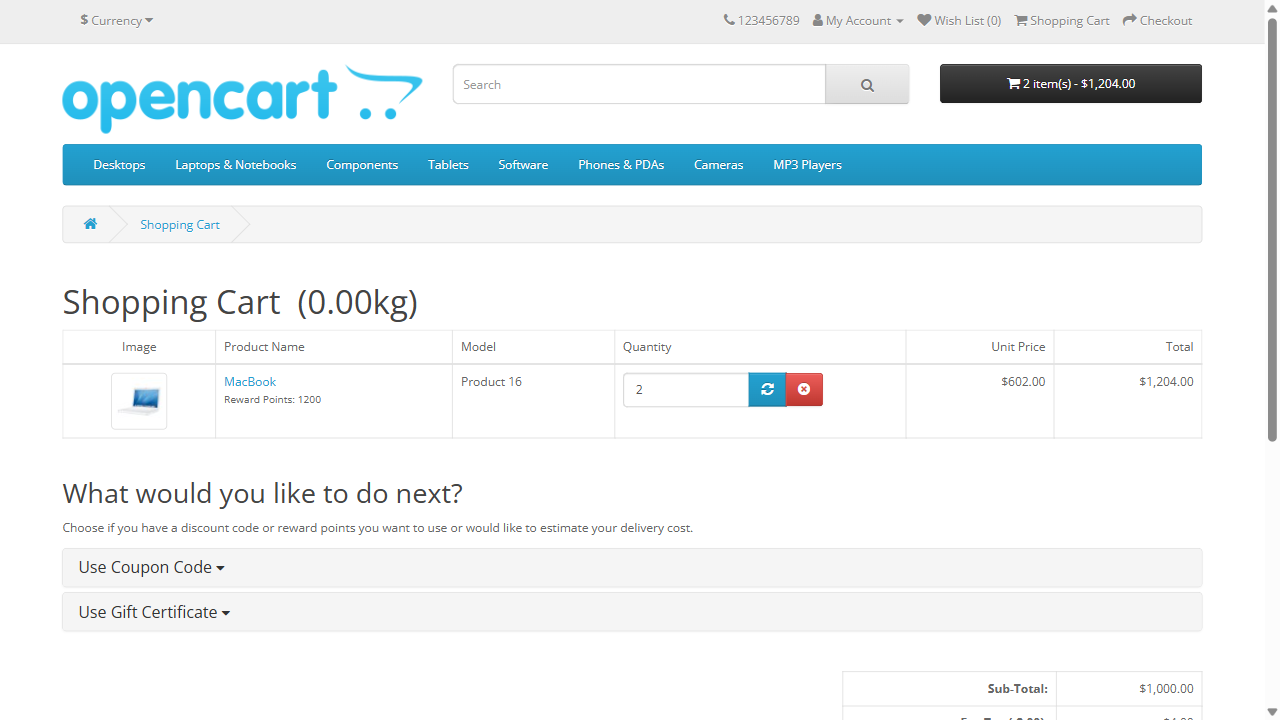 $ Currency
123456789
My Account
Wish List (0)
Shopping Cart
Checkout
opencart
Search
2 item(s) - $1,204.00
Desktops
Laptops & Notebooks
Components
Tablets
Software
Phones & PDAs
Cameras
MP3 Players
Shopping Cart
Shopping Cart (0.00kg)
Image
Product Name
Model
Quantity
Unit Price
Total
MacBook
Reward Points: 1200
Product 16
2
$602.00
$1,204.00
What would you like to do next?
Choose if you have a discount code or reward points you want to use or would like to estimate your delivery cost.
Use Coupon Code
Use Gift Certificate
Sub-Total:
$1,000.00